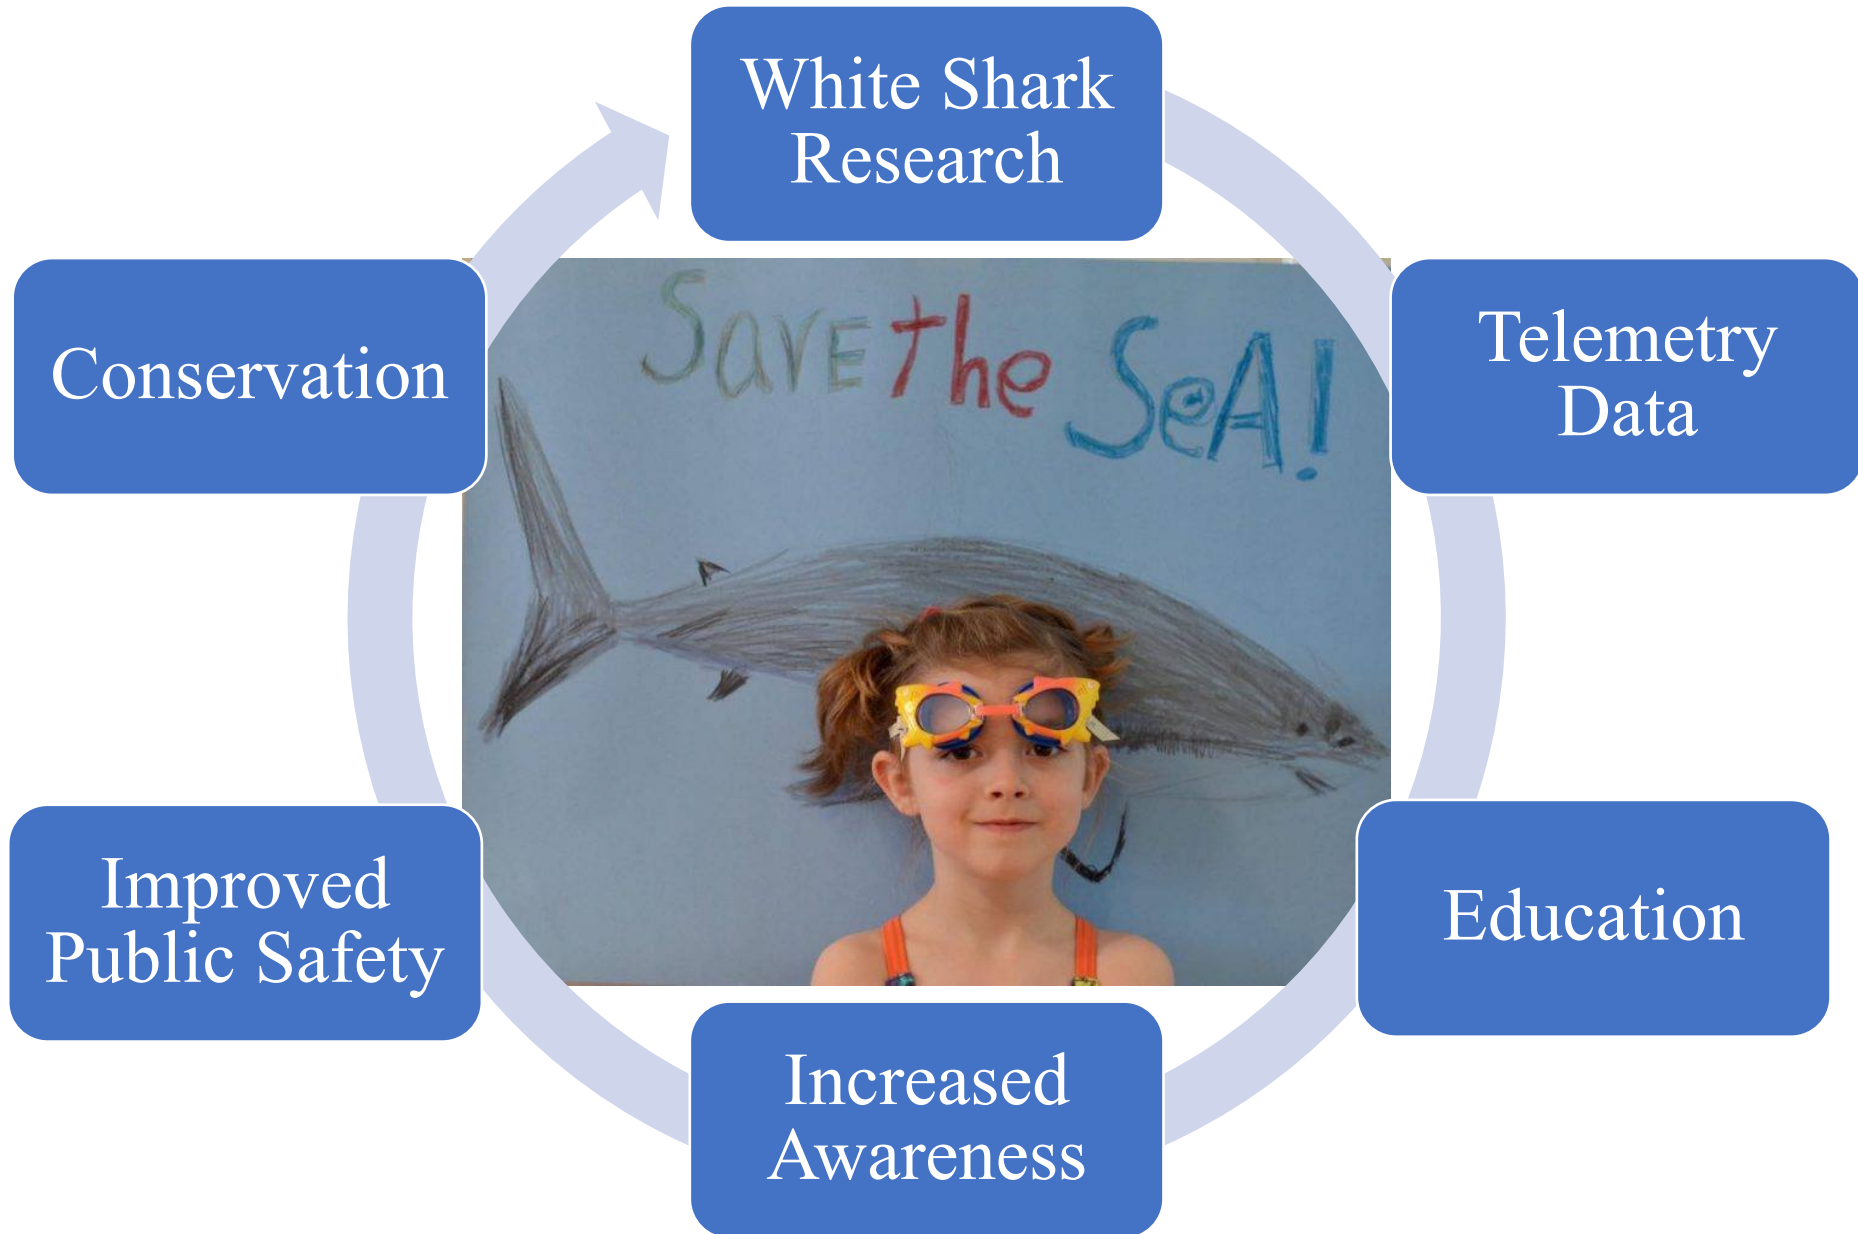 White Shark
Research
Telemetry
Data
Education
Increased
Awareness
Improved
Public Safety
Conservation
Save the SeA!